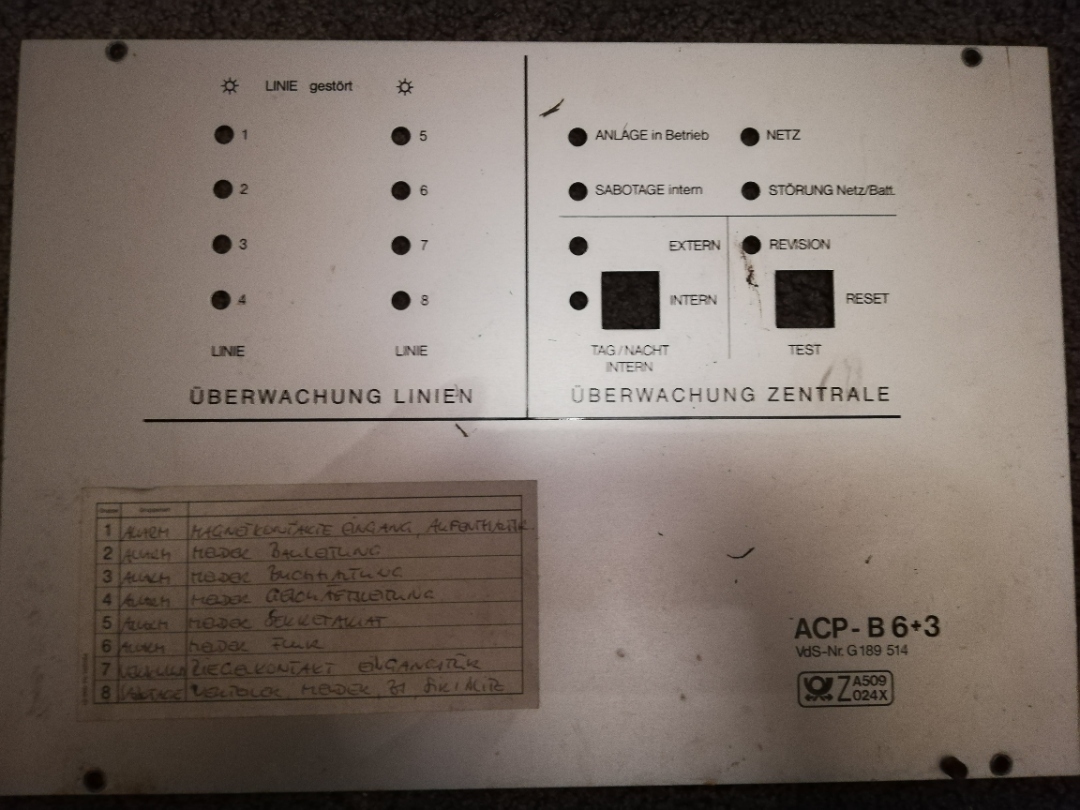 LINIE gestört
1
2
3
4
LINIE
5
6
7
8
LINIE
ÜBERWACHUNG LINIEN
ANLAGE in Betrieb
NETZ
SABOTAGE intern
STÖRUNG Netz/Batt.
EXTERN
INTERN
TAG/NACHT
INTERN
REVISION
RESET
TEST
ÜBERWACHUNG ZENTRALE
1 ALARM MAGNETKONTAKTE EINGANG,
2 ALARM MELDER BAULEITUNG
3 ALARM MELDER BUCHHALTUNG
4 ALARM MELDER GESCHÄFTSLEITUNG
5 ALARM MELDER SEKRETARIAT
6 ALARM MELDER FLUR
7 RIEGELKONTAKT EINGANGSTÜR
8 SABOTAGE MELDER
ACP-B 6+3
VdS-Nr. G 189 514
Z A509
024X